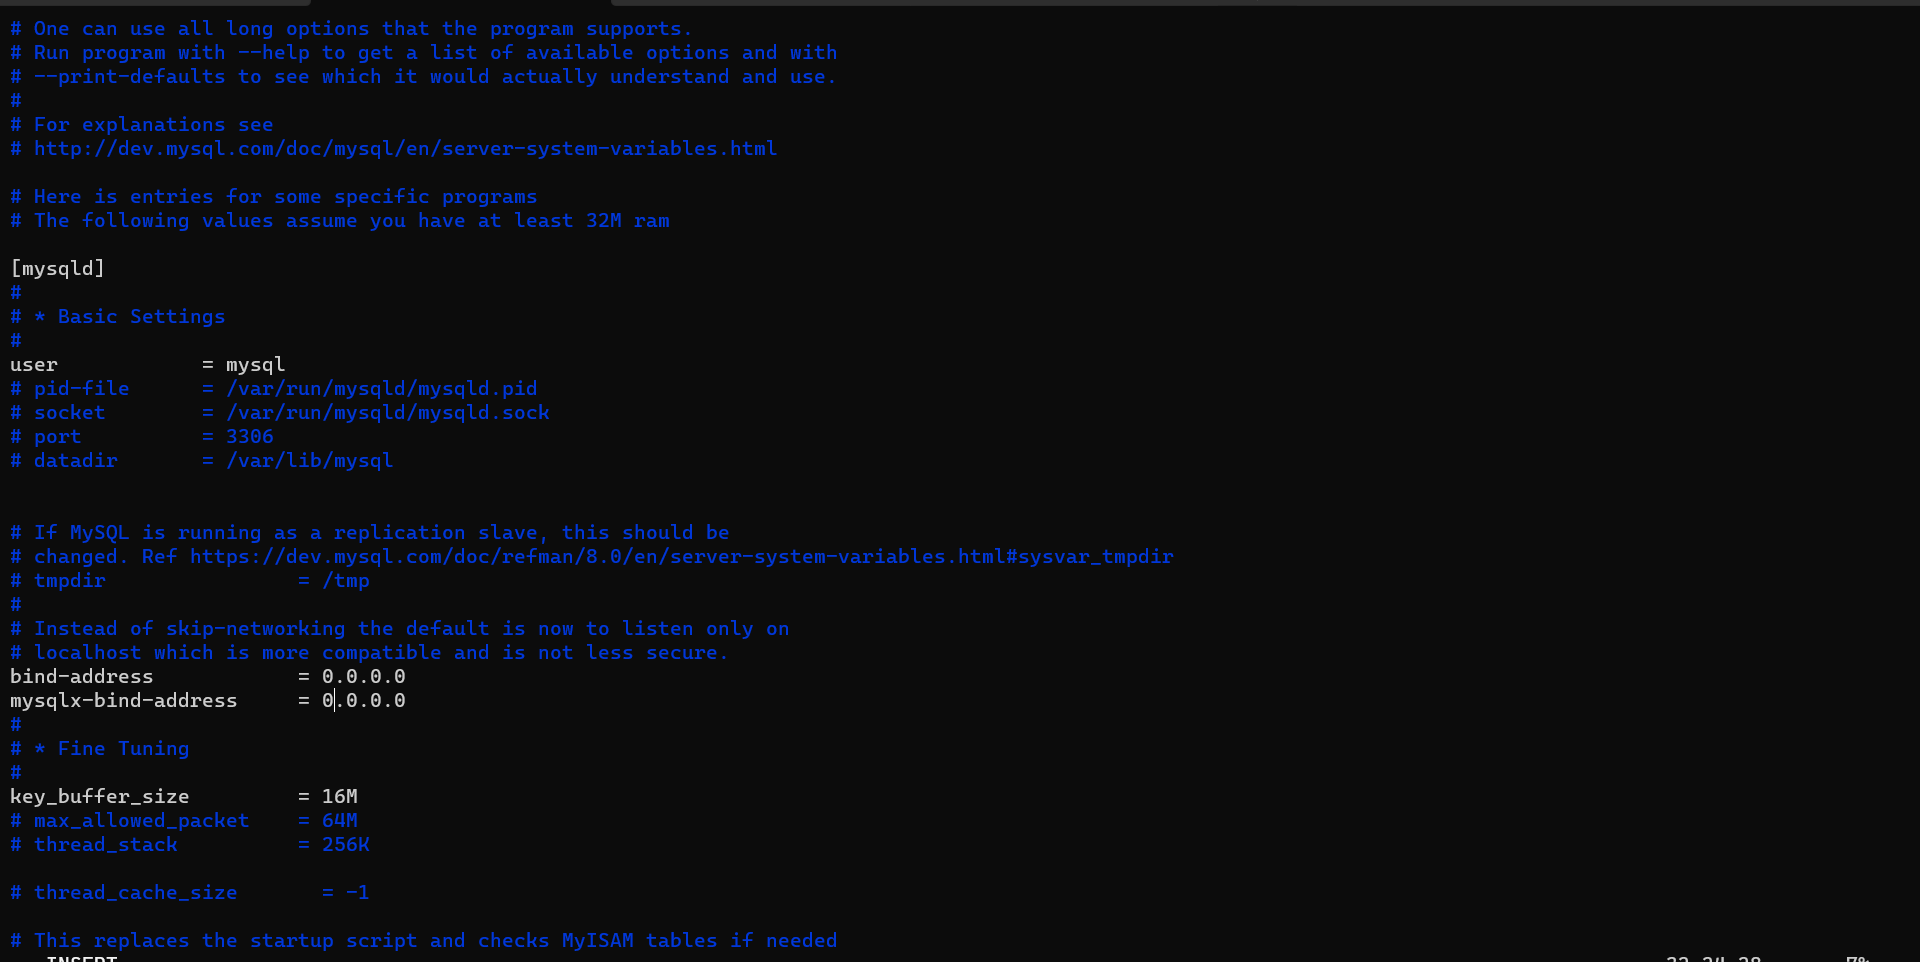 # One can use all long options that the program supports.
# Run program with --help to get a list of available options and with
# --print-defaults to see which it would actually understand and use.
#
# For explanations see
# http://dev.mysql.com/doc/mysql/en/server-system-variables.html
# Here is entries for some specific programs
# The following values assume you have at least 32M ram
[mysqld]
#
# * Basic Settings
#
user            = mysql
# pid-file      = /var/run/mysqld/mysqld.pid
# socket        = /var/run/mysqld/mysqld.sock
# port          = 3306
# datadir       = /var/lib/mysql
# If MySQL is running as a replication slave, this should be
# changed. Ref https://dev.mysql.com/doc/refman/8.0/en/server-system-variables.html#sysvar_tmpdir
# tmpdir                = /tmp
#
# Instead of skip-networking the default is now to listen only on
# localhost which is more compatible and is not less secure.
bind-address            = 0.0.0.0
mysqlx-bind-address     = 0.0.0.0
#
# * Fine Tuning
#
key_buffer_size         = 16M
# max_allowed_packet    = 64M
# thread_stack          = 256K
# thread_cache_size       = -1
# This replaces the startup script and checks MyISAM tables if needed
INSERT